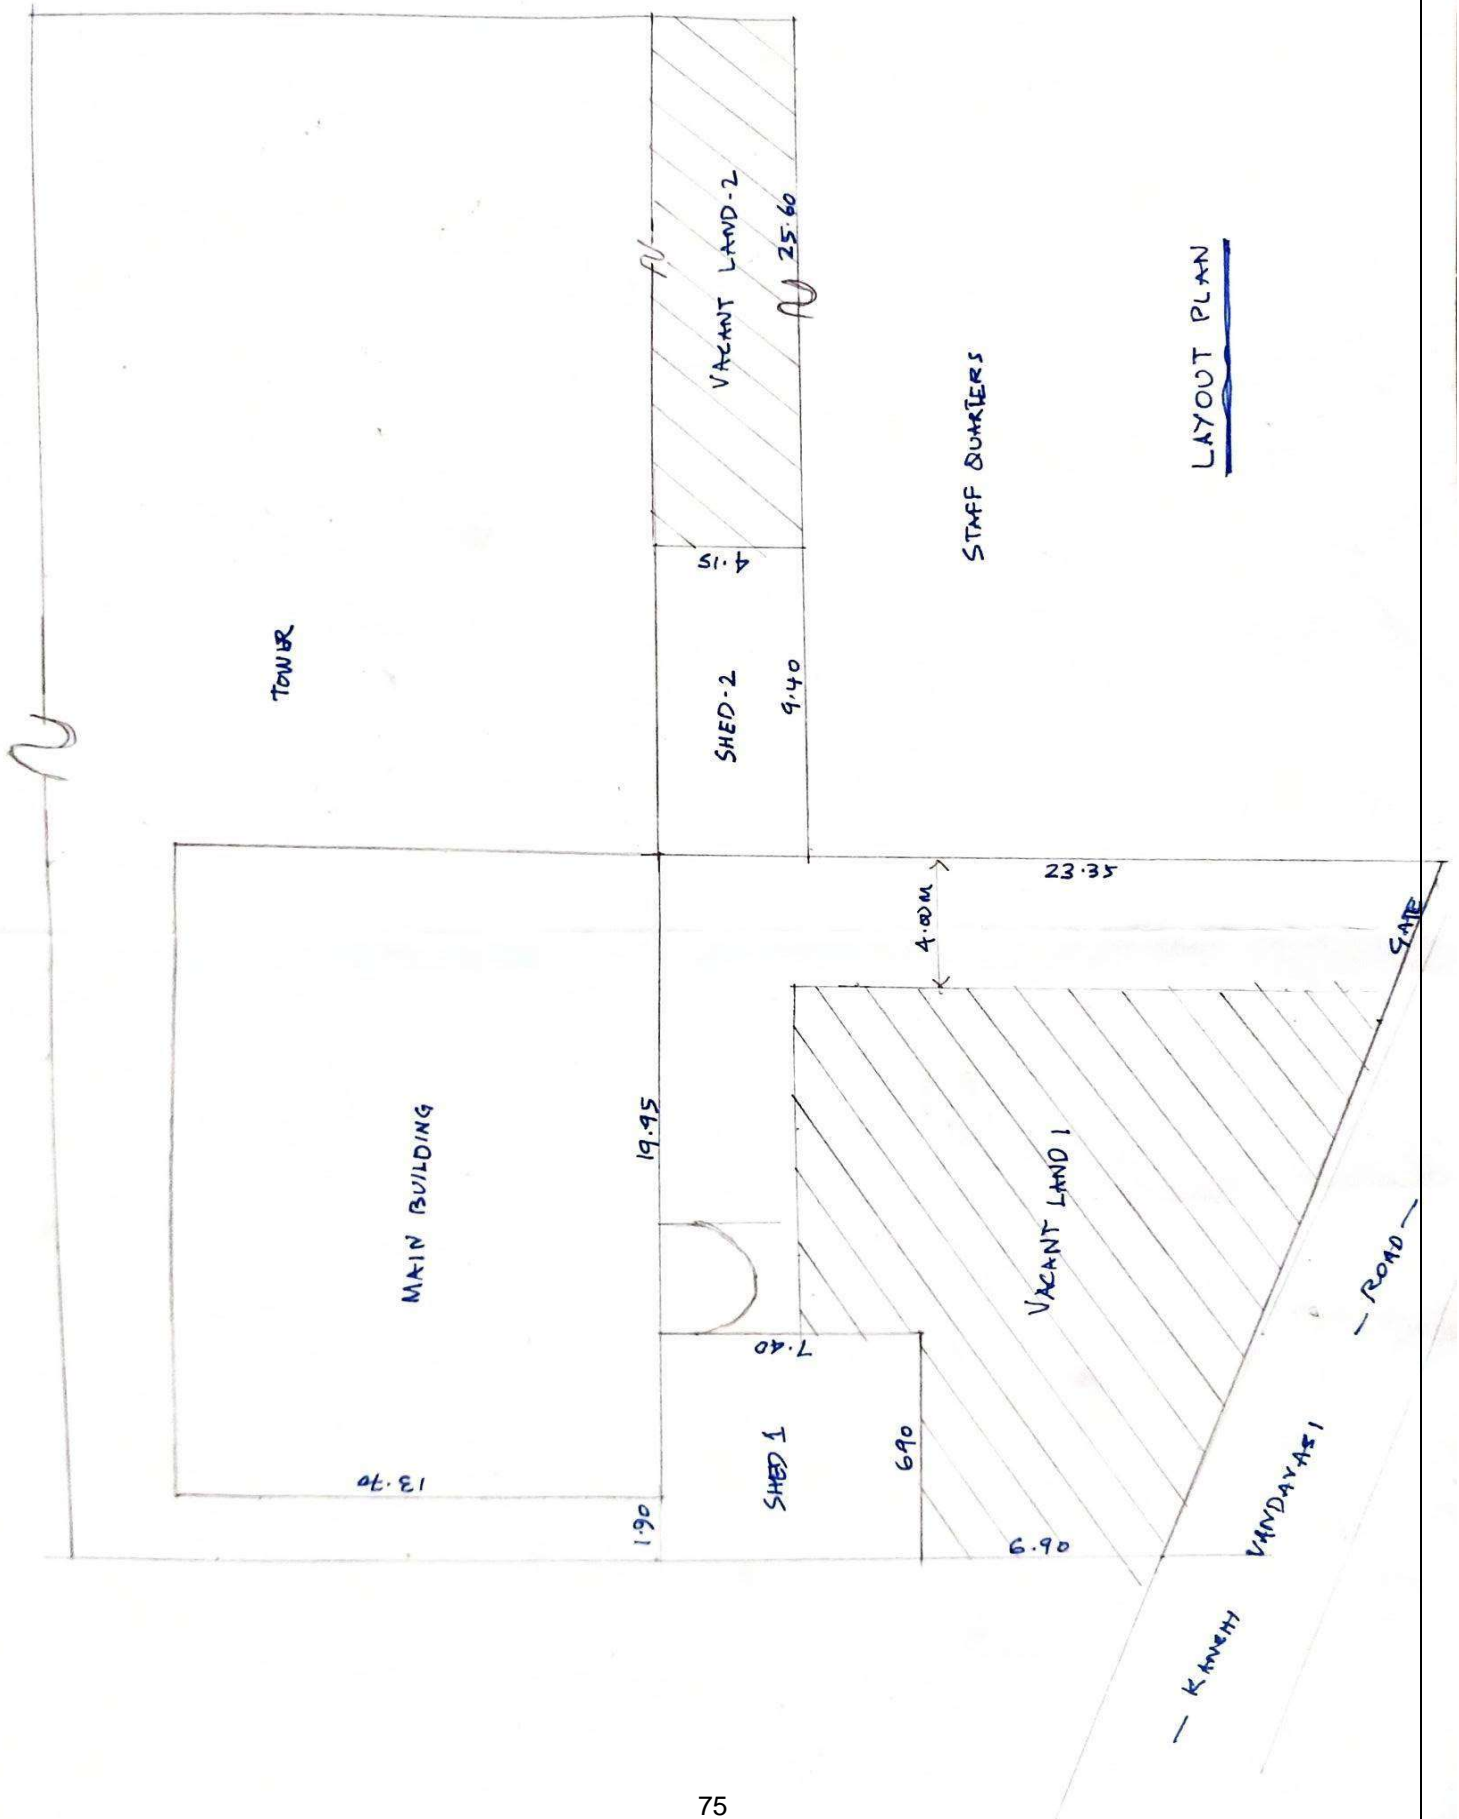 TOWER
VACANT LAND-2
25.60
4.15
SHED-2
9.40
STAFF QUARTERS
LAYOUT PLAN
MAIN BUILDING
13.70
19.95
1.90
7.40
SHED 1
690
4.00M
23.35
GATE
VACANT LAND 1
6.90
— KANCHI VANDAVASI — ROAD —
75